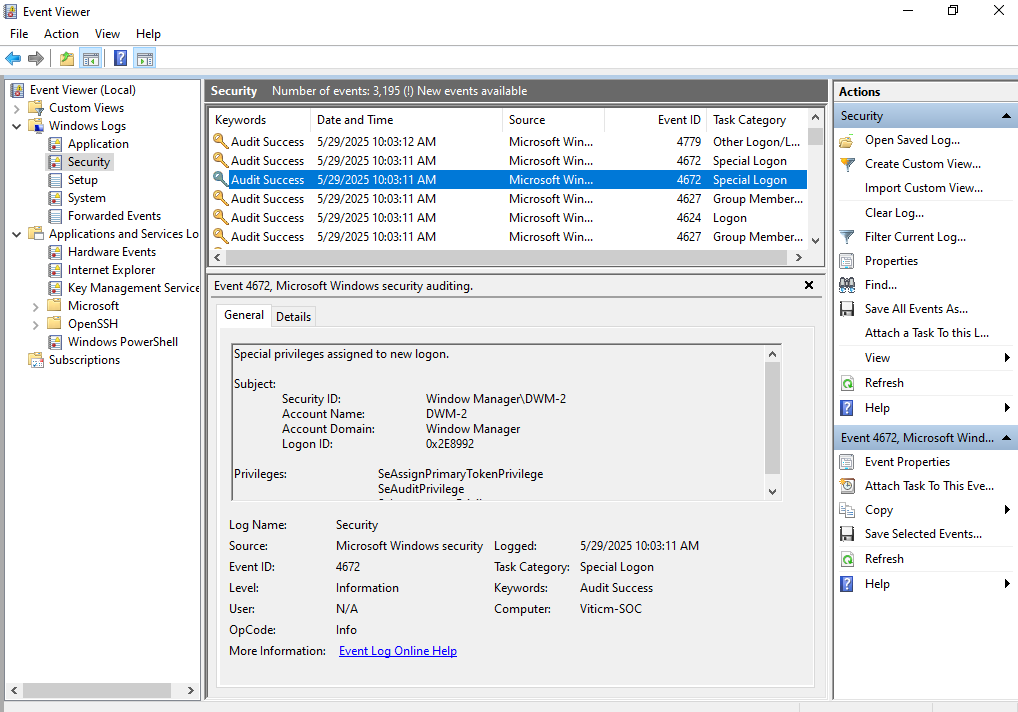 Event Viewer
File Action View Help
Event Viewer (Local)
Custom Views
Windows Logs
Application
Security
Setup
System
Forwarded Events
Applications and Services Lo
Hardware Events
Internet Explorer
Key Management Service
Microsoft
OpenSSH
Windows PowerShell
Subscriptions
Security Number of events: 3,195 (!) New events available
Keywords Date and Time Source Event ID Task Category
Audit Success 5/29/2025 10:03:12 AM Microsoft Win... 4779 Other Logon/L...
Audit Success 5/29/2025 10:03:11 AM Microsoft Win... 4672 Special Logon
Audit Success 5/29/2025 10:03:11 AM Microsoft Win... 4672 Special Logon
Audit Success 5/29/2025 10:03:11 AM Microsoft Win... 4627 Group Member...
Audit Success 5/29/2025 10:03:11 AM Microsoft Win... 4624 Logon
Audit Success 5/29/2025 10:03:11 AM Microsoft Win... 4627 Group Member...
Event 4672, Microsoft Windows security auditing.
General Details
Special privileges assigned to new logon.
Subject:
Security ID: Window Manager\DWM-2
Account Name: DWM-2
Account Domain: Window Manager
Logon ID: 0x2E8992
Privileges: SeAssignPrimaryTokenPrivilege
SeAuditPrivilege
Log Name: Security
Source: Microsoft Windows security Logged: 5/29/2025 10:03:11 AM
Event ID: 4672 Task Category: Special Logon
Level: Information Keywords: Audit Success
User: N/A Computer: Viticm-SOC
OpCode: Info
More Information: Event Log Online Help
Actions
Security
Open Saved Log...
Create Custom View...
Import Custom View...
Clear Log...
Filter Current Log...
Properties
Find...
Save All Events As...
Attach a Task To this L...
View
Refresh
Help
Event 4672, Microsoft Wind...
Event Properties
Attach Task To This Eve...
Copy
Save Selected Events...
Refresh
Help